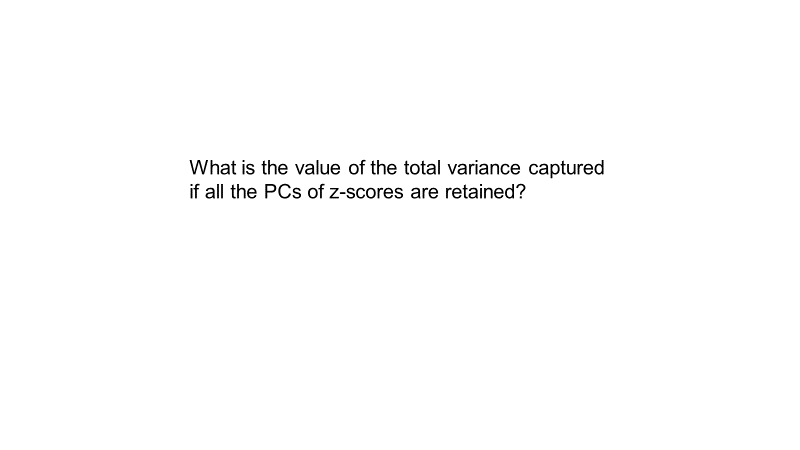 What is the value of the total variance captured
if all the PCs of z-scores are retained?